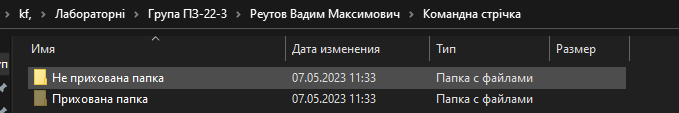 kf, > Лабораторні > Група ПЗ-22-3 > Реутов Вадим Максимович > Командна стрічка
Имя Дата изменения Тип Размер
Не прихована папка 07.05.2023 11:33 Папка с файлами
Прихована папка 07.05.2023 11:33 Папка с файлами